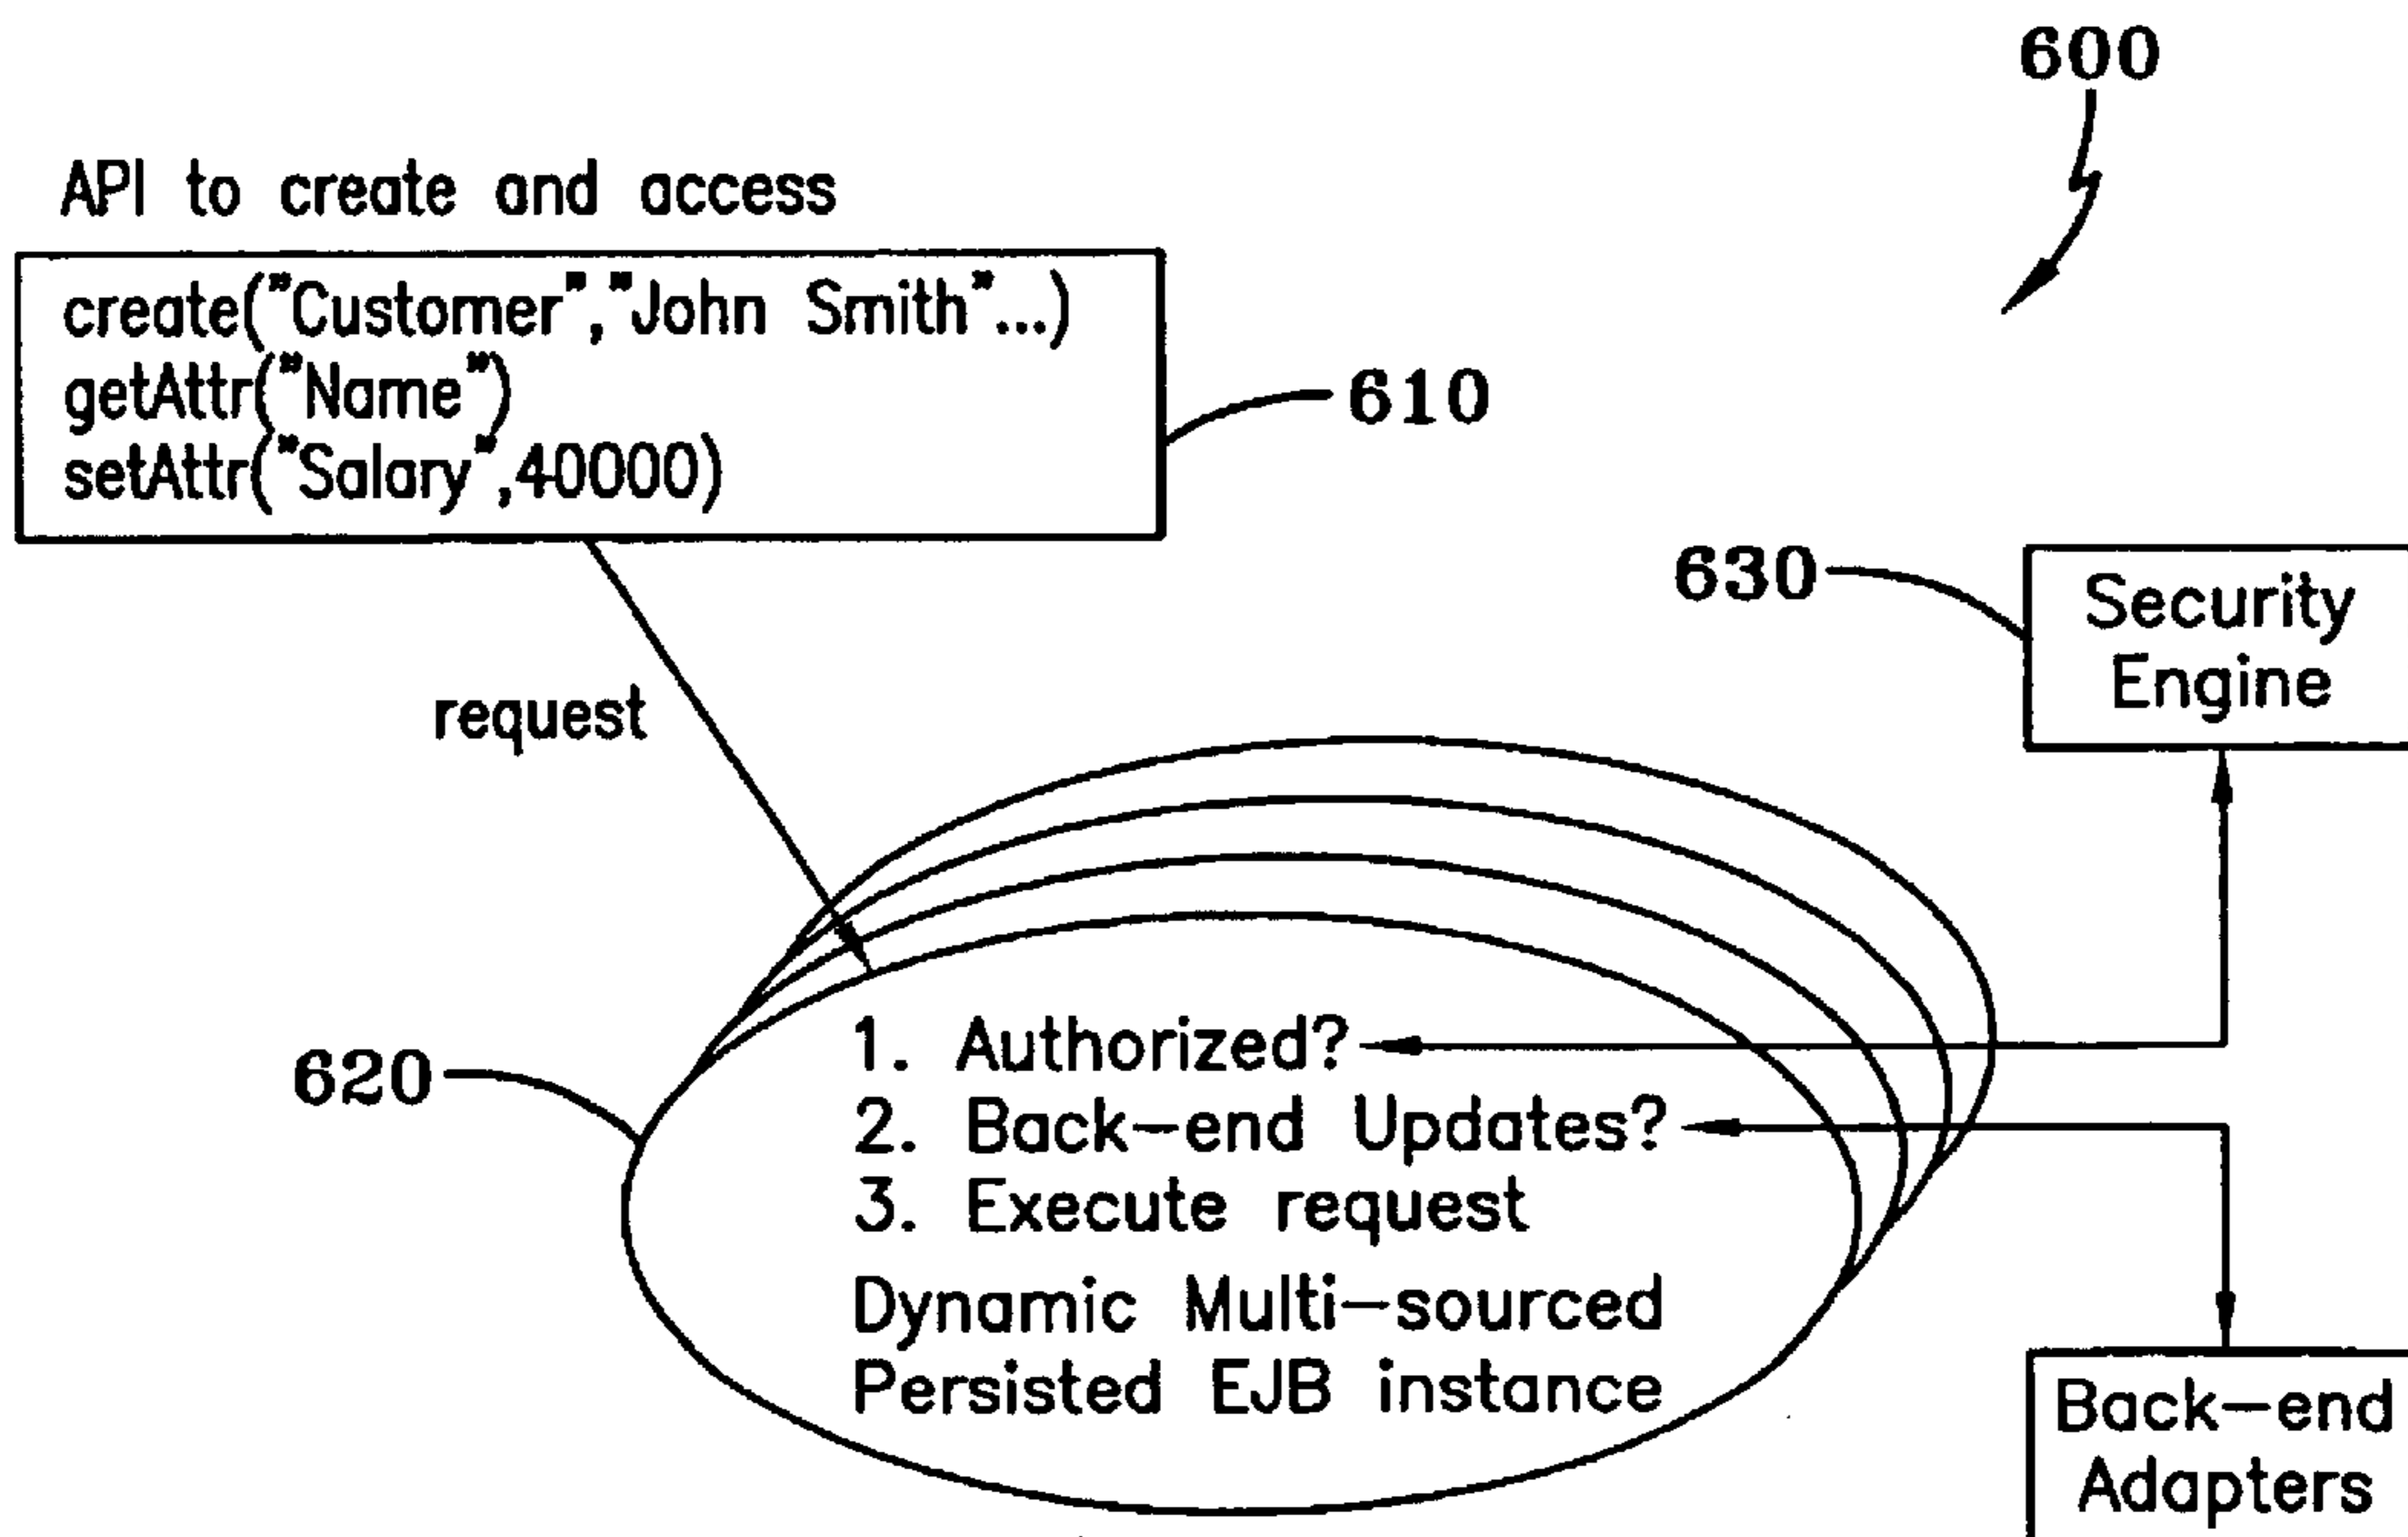 600
API to create and access
create("Customer","John Smith"...)
getAttr("Name")
setAttr("Salary",40000)
610
630
Security
Engine
request
620
1. Authorized?
2. Back-end Updates?
3. Execute request
Dynamic Multi-sourced
Persisted EJB instance
Back-end
Adapters